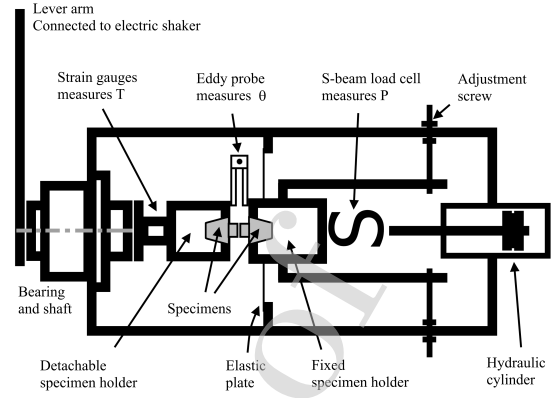 Lever arm
Connected to electric shaker
Strain gauges
measures T
Eddy probe
measures θ
S-beam load cell
measures P
Adjustment
screw
S
Bearing
and shaft
Specimens
Detachable
specimen holder
Elastic
plate
Fixed
specimen holder
Hydraulic
cylinder
of